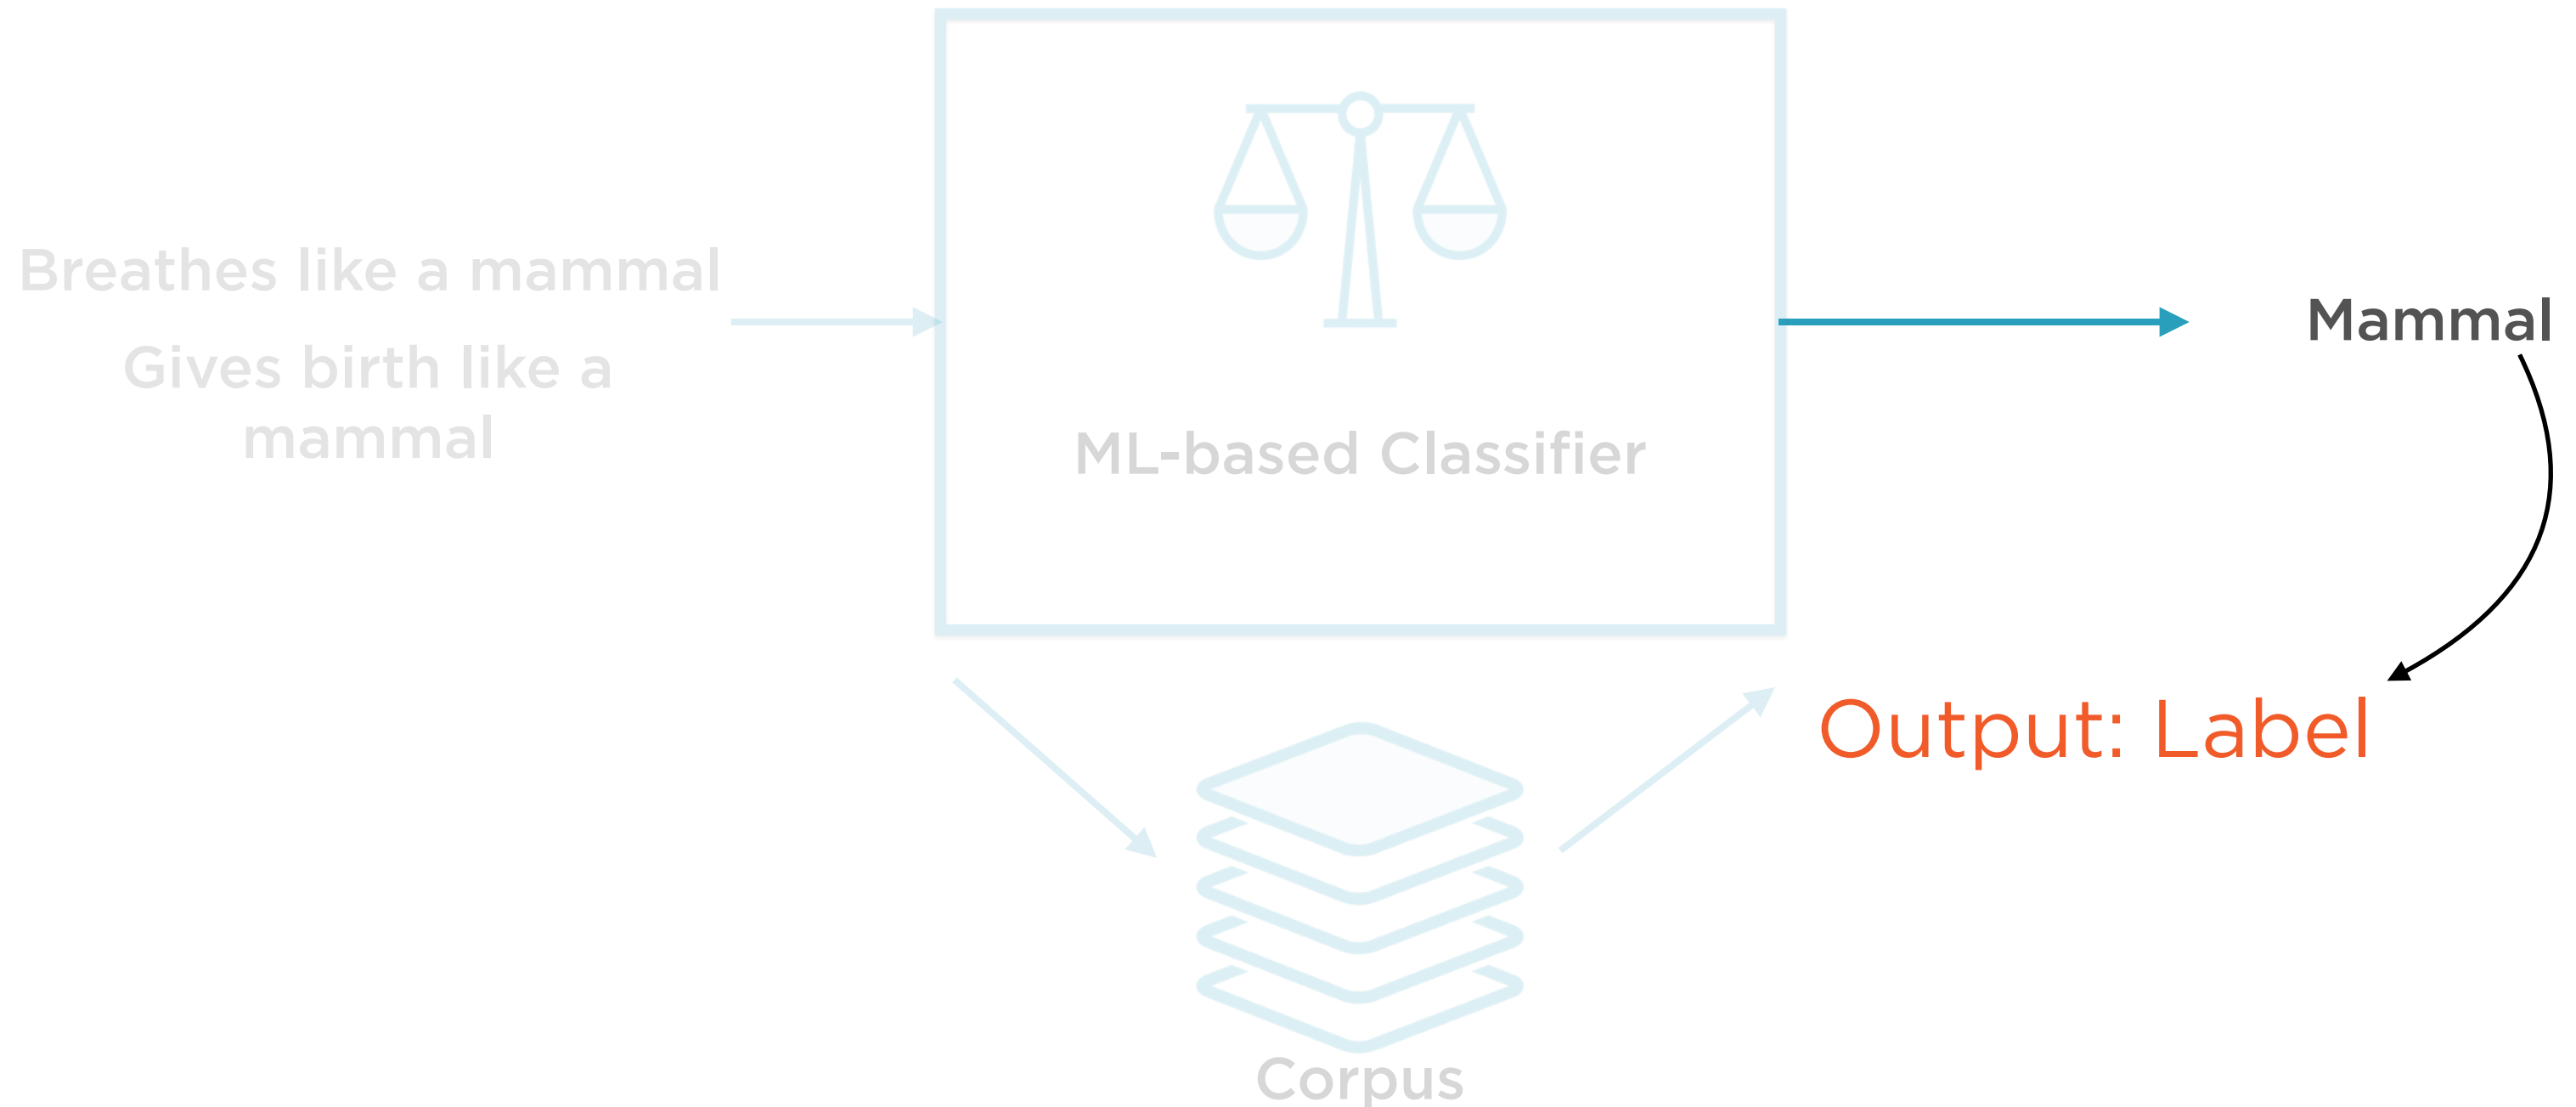 Breathes like a mammal
Gives birth like a
mammal
ML-based Classifier
Mammal
Output: Label
Corpus